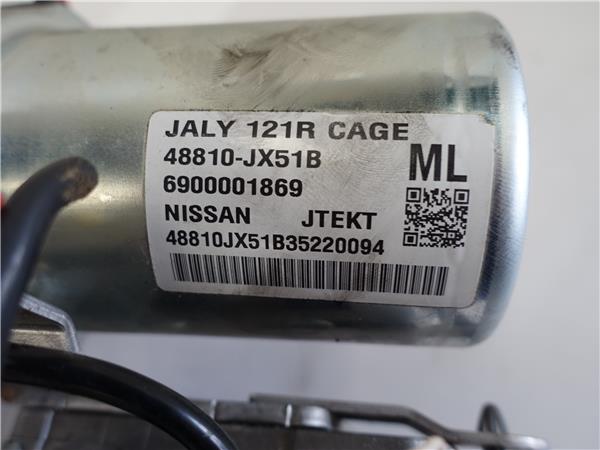 JALY 121R CAGE
48810-JX51B
ML
6900001869
NISSAN JTEKT
48810JX51B35220094